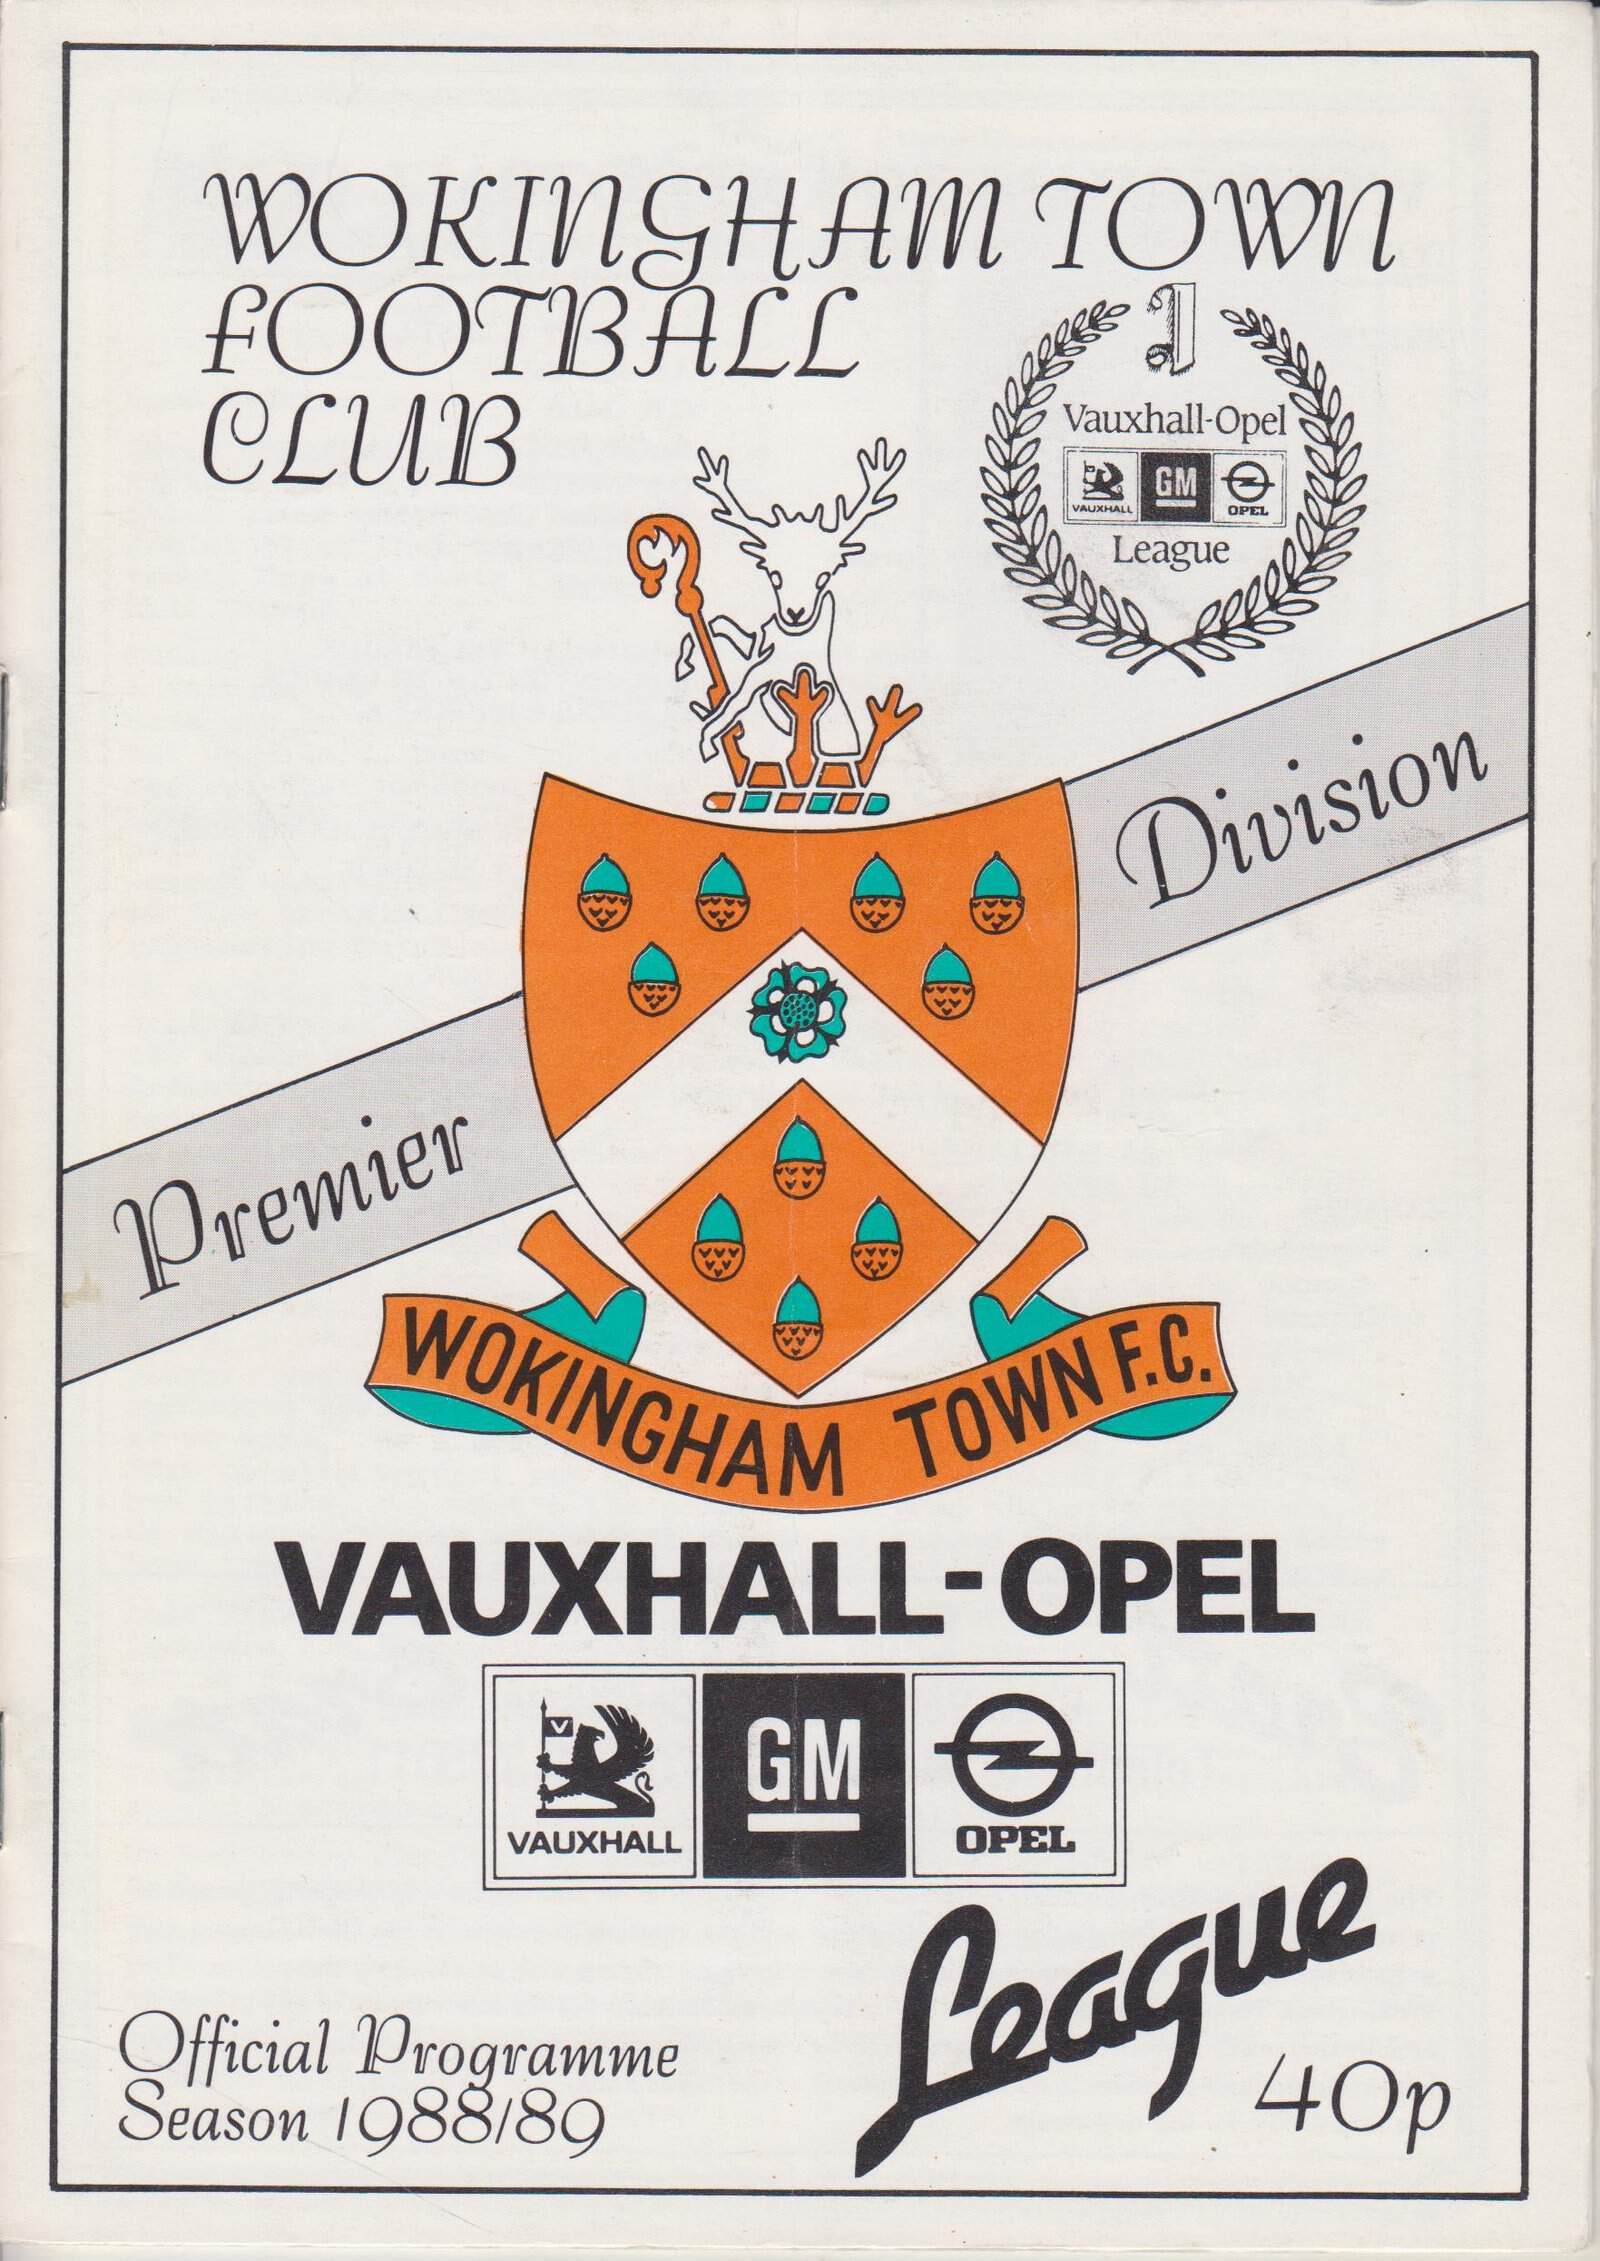 WOKINGHAM TOWN
FOOTBALL
CLUB
I
Vauxhall-Opel
VAUXHALL GM OPEL
League
Premier Division
WOKINGHAM TOWN F.C.
VAUXHALL-OPEL
V
GM
VAUXHALL OPEL
League
Official Programme
Season 1988/89
40p